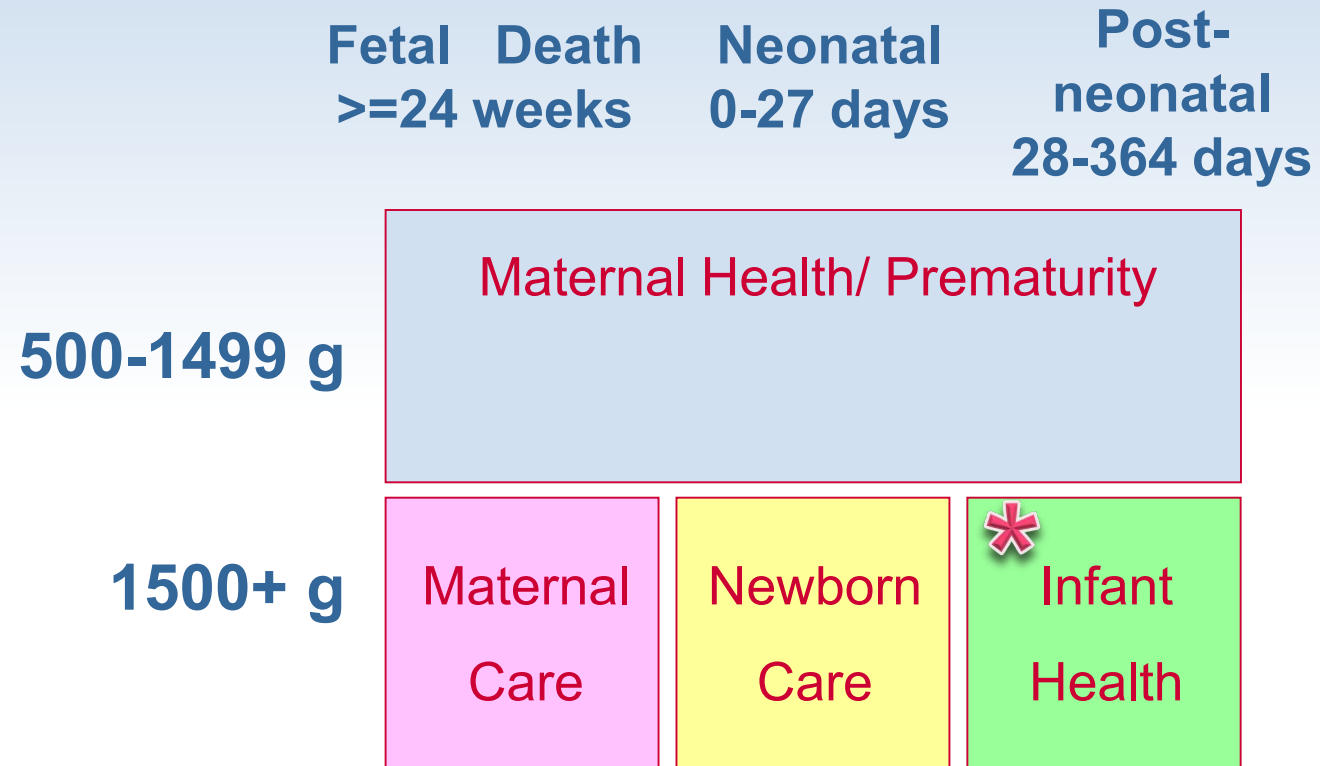 Fetal Death
>=24 weeks
Neonatal
0-27 days
Post-
neonatal
28-364 days
Maternal Health/ Prematurity
500-1499 g
1500+ g
Maternal
Care
Newborn
Care
*
Infant
Health